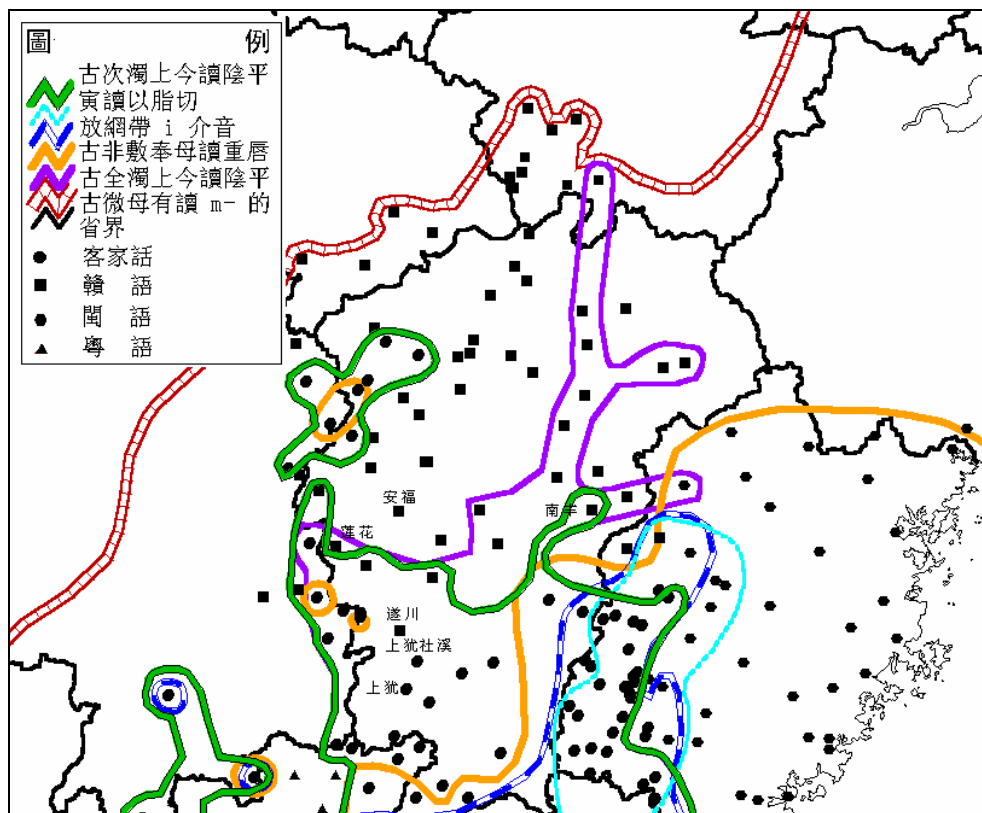 圖 例
古次濁上今讀陰平
寅讀以脂切
放網帶 i 介音
古非敷奉母讀重唇
古全濁上今讀陰平
古微母有讀 m- 的
省界
客家話
贛 語
閩 語
粵 語
安福
蓮花
南丰
遂川
上犹社溪
上犹